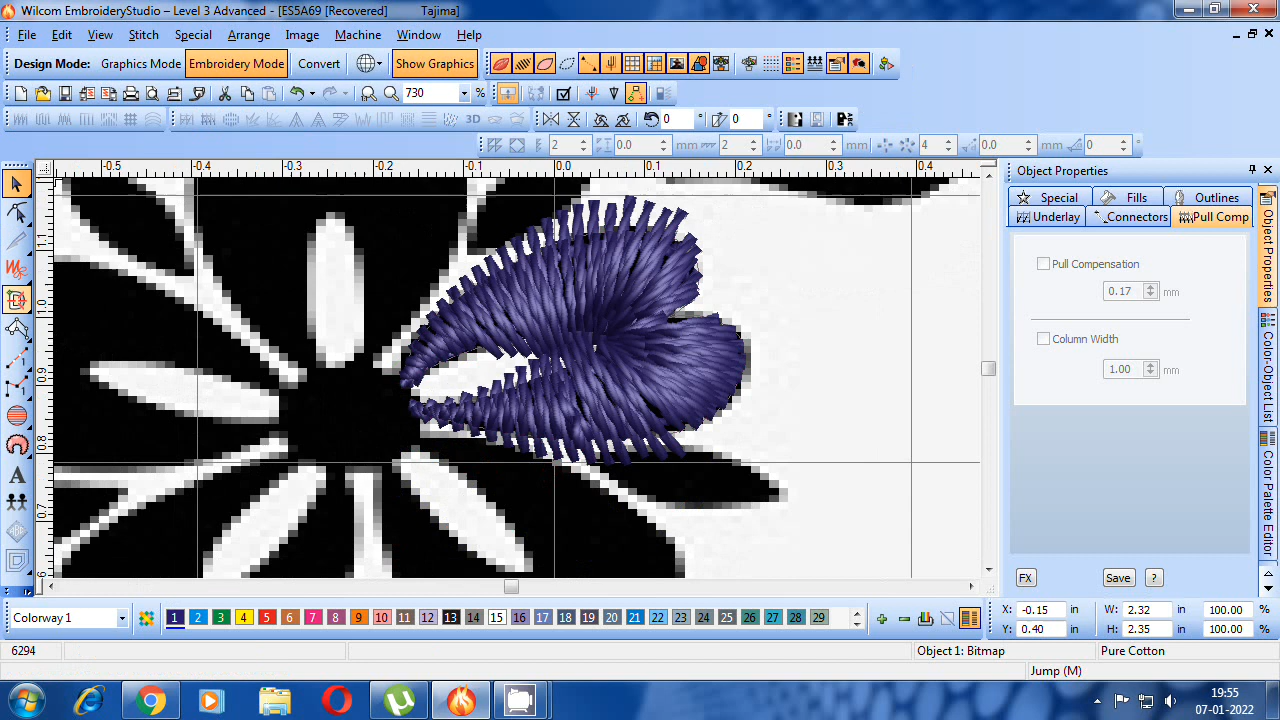 Wilcom EmbroideryStudio – Level 3 Advanced - [ES5A69 [Recovered] Tajima]
File Edit View Stitch Special Arrange Image Machine Window Help
Design Mode: Graphics Mode Embroidery Mode Convert Show Graphics
730 %
3D 0 ° 0 °
2 0.0 mm 2 0.0 mm 4 0.0 mm 0 °
-0.5 -0.4 -0.3 -0.2 -0.1 0.0 0.1 0.2 0.3 0.4
Object Properties
Special Fills Outlines
Underlay Connectors Pull Comp
Pull Compensation
0.17 mm
Column Width
1.00 mm
FX Save ?
Object Properties
Color-Object List
Color Palette Editor
A
Colorway 1 1 2 3 4 5 6 7 8 9 10 11 12 13 14 15 16 17 18 19 20 21 22 23 24 25 26 27 28 29
X: -0.15 in W: 2.32 in 100.00 %
Y: 0.40 in H: 2.35 in 100.00 %
6294 Object 1: Bitmap Pure Cotton
Jump (M)
19:55
07-01-2022